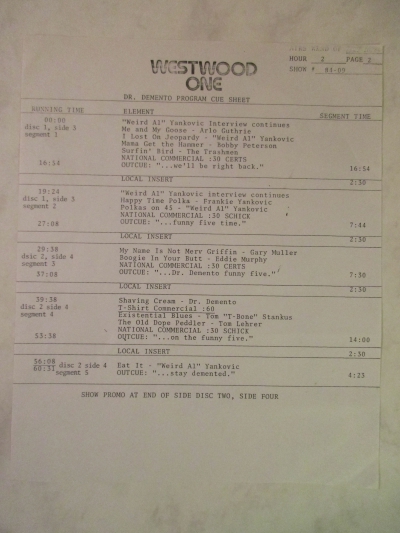 HOUR 2 PAGE 2
WESTWOOD
ONE
SHOW #
DR. DEMENTO PROGRAM CUE SHEET
RUNNING TIME ELEMENT SEGMENT TIME
00:00 "Weird Al" Yankovic Interview continues
disc 1, side 3 Me and My Goose - Arlo Guthrie
segment 1 I Lost On Jeopardy - "Weird Al" Yankovic
Mama Get the Hammer - Bobby Peterson
Surfin' Bird - The Trashmen
NATIONAL COMMERCIAL :30 CERTS
16:54 OUTCUE: "...we'll be right back." 16:54
LOCAL INSERT 2:30
19:24 "Weird Al" Yankovic interview continues
disc 1, side 3 Happy Time Polka - Frankie Yankovic
segment 2 Polkas on 45 - "Weird Al" Yankovic
NATIONAL COMMERCIAL :30 SCHICK
27:08 OUTCUE: "...funny five time." 7:44
LOCAL INSERT 2:30
29:38 My Name Is Not Merv Griffin - Gary Muller
disc 2, side 4 Boogie In Your Butt - Eddie Murphy
segment 3 NATIONAL COMMERCIAL :30 CERTS
37:08 OUTCUE: "...Dr. Demento funny five." 7:30
LOCAL INSERT 2:30
39:38 Shaving Cream - Dr. Demento
disc 2 side 4 T-Shirt Commercial :60
segment 4 Existential Blues - Tom "T-Bone" Stankus
The Old Dope Peddler - Tom Lehrer
NATIONAL COMMERCIAL :30 SCHICK
53:38 OUTCUE: "...on the funny five." 14:00
LOCAL INSERT 2:30
56:08 disc 2 side 4 Eat It - "Weird Al" Yankovic
60:31 segment 5 OUTCUE: "...stay demented." 4:23
SHOW PROMO AT END OF SIDE DISC TWO, SIDE FOUR